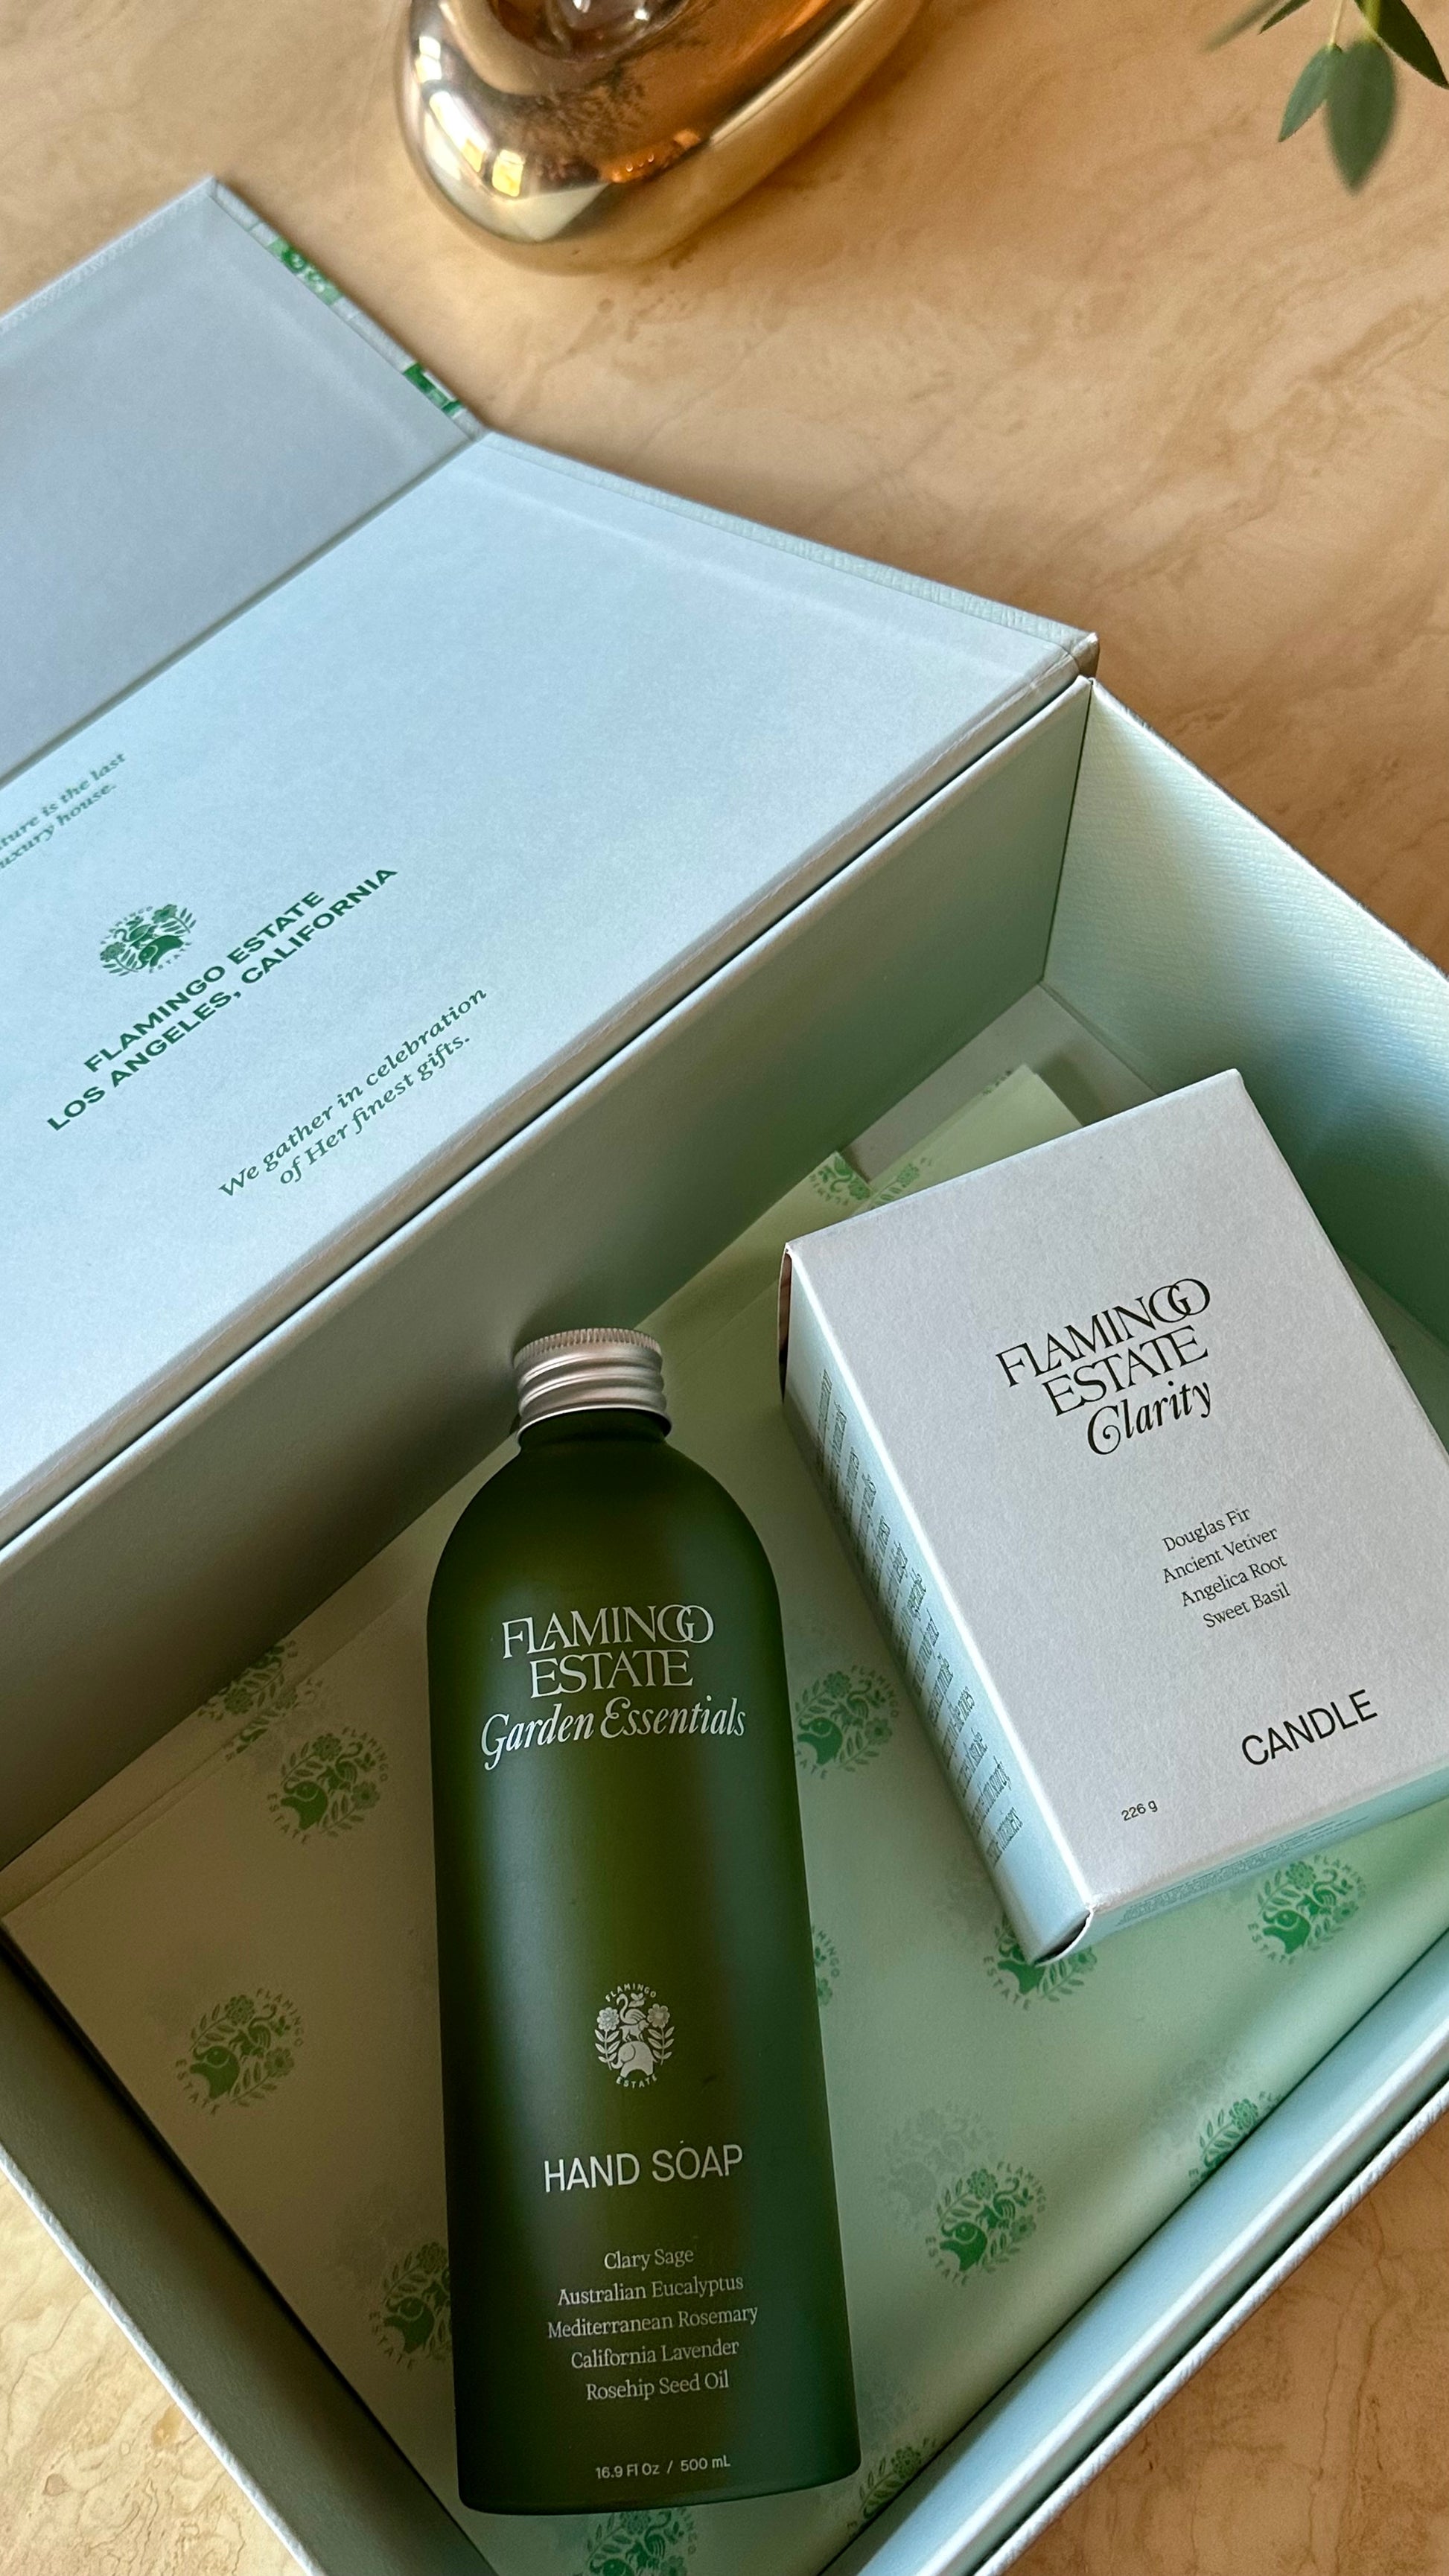 is the last
house.
FLAMINGO ESTATE
LOS ANGELES, CALIFORNIA
We gather in celebration
of Her finest gifts.
FLAMINGO
ESTATE
Clarity
Douglas Fir
Ancient Vetiver
Angelica Root
Sweet Basil
CANDLE
226 g
FLAMINGO
ESTATE
Garden Essentials
FLAMINGO
ESTATE
HAND SOAP
Clary Sage
Australian Eucalyptus
Mediterranean Rosemary
California Lavender
Rosehip Seed Oil
16.9 Fl Oz / 500 mL